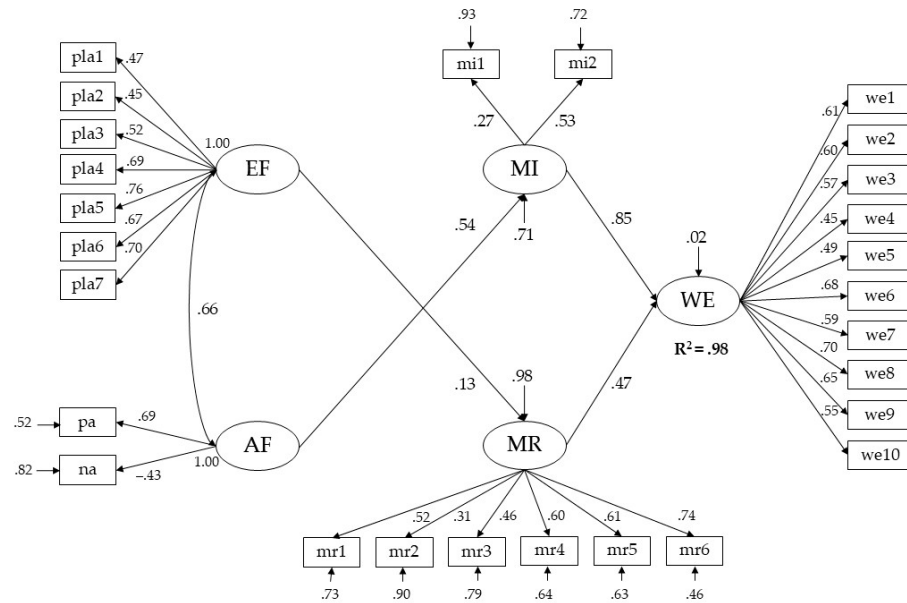 .93
.72
mi1
mi2
.27
.53
pla1
pla2
pla3
pla4
pla5
pla6
pla7
.47
.45
.52
.69
.76
.67
.70
1.00
EF
MI
.54
.71
.85
.66
.02
WE
R² = .98
we1
we2
we3
we4
we5
we6
we7
we8
we9
we10
.61
.60
.57
.45
.49
.68
.59
.70
.65
.55
.13
.98
.47
.52
pa
.69
AF
1.00
.82
na
–.43
MR
.52
.31
.46
.60
.61
.74
mr1
mr2
mr3
mr4
mr5
mr6
.73
.90
.79
.64
.63
.46